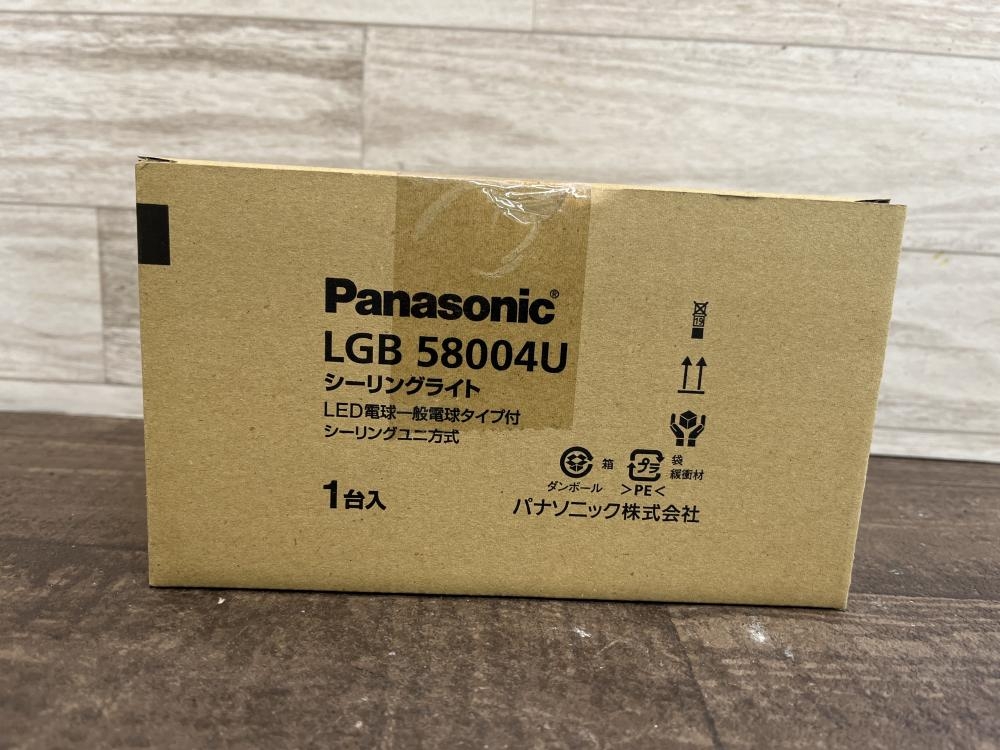 Panasonic®
LGB 58004U
シーリングライト
LED電球一般電球タイプ付
シーリングユニ方式
1台入
箱
ダンボール
プラ
袋
緩衝材
>PE<
パナソニック株式会社